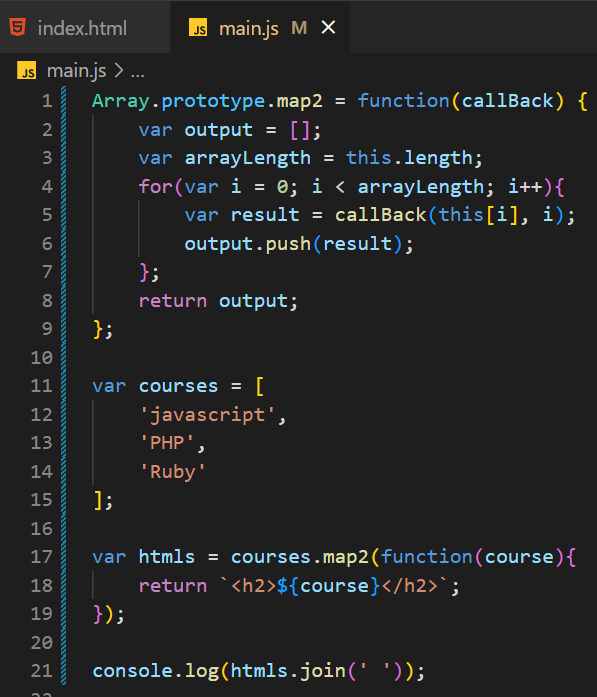 index.html JS main.js M ×
JS main.js > ...
1 Array.prototype.map2 = function(callBack) {
2     var output = [];
3     var arrayLength = this.length;
4     for(var i = 0; i < arrayLength; i++){
5         var result = callBack(this[i], i);
6         output.push(result);
7     };
8     return output;
9 };
10
11 var courses = [
12     'javascript',
13     'PHP',
14     'Ruby'
15 ];
16
17 var htmls = courses.map2(function(course){
18     return `<h2>${course}</h2>`;
19 });
20
21 console.log(htmls.join(' '));